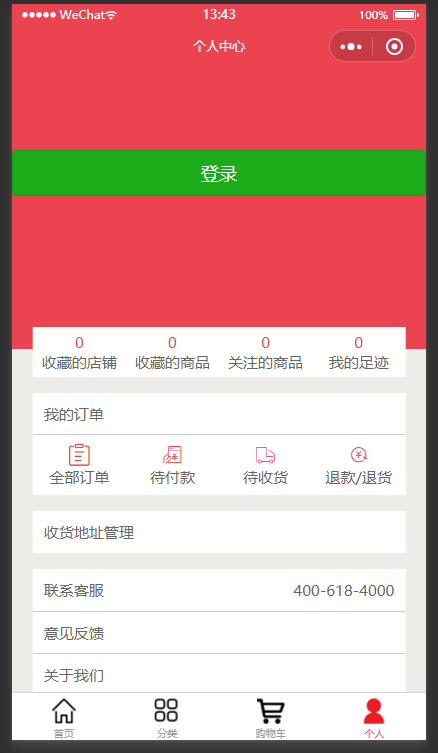 WeChat 13:43 100%
个人中心
登录
0 0 0 0
收藏的店铺 收藏的商品 关注的商品 我的足迹
我的订单
全部订单 待付款 待收货 退款/退货
收货地址管理
联系客服 400-618-4000
意见反馈
关于我们
首页 分类 购物车 个人